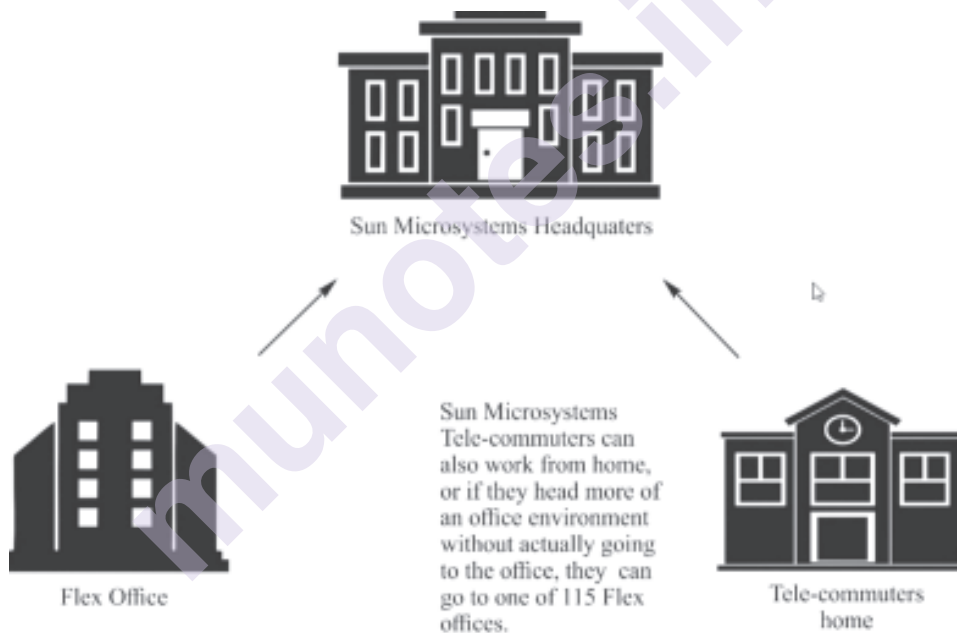 Sun Microsystems Headquaters
Sun Microsystems
Tele-commuters can
also work from home,
or if they head more of
an office environment
without actually going
to the office, they can
go to one of 115 Flex
offices.
Flex Office
Tele-commuters
home
munotes.in